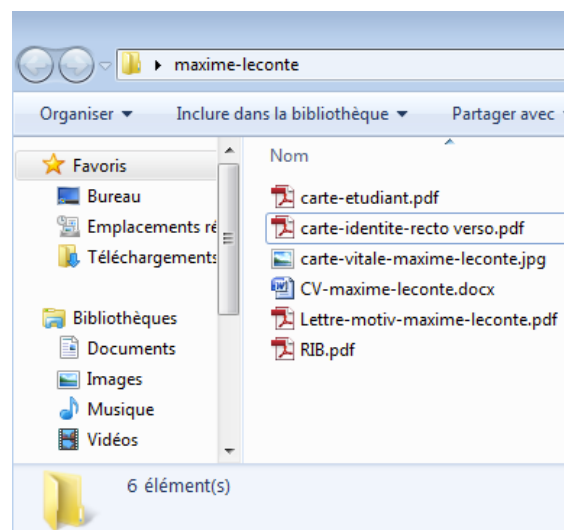 maxime-leconte
Organiser Inclure dans la bibliothèque Partager avec
Favoris
Bureau
Emplacements ré
Téléchargements
Bibliothèques
Documents
Images
Musique
Vidéos
Nom
carte-etudiant.pdf
carte-identite-recto verso.pdf
carte-vitale-maxime-leconte.jpg
CV-maxime-leconte.docx
Lettre-motiv-maxime-leconte.pdf
RIB.pdf
6 élément(s)